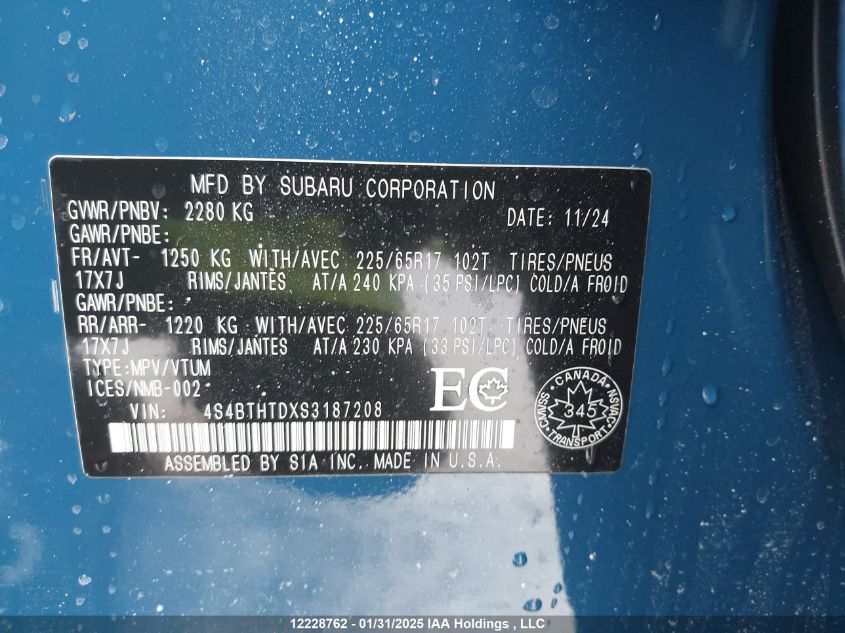 MFD BY SUBARU CORPORATION
GVWR/PNBV: 2280 KG DATE: 11/24
GAWR/PNBE:
FR/AVT- 1250 KG WITH/AVEC 225/65R17 102T TIRES/PNEUS
17X7J RIMS/JANTES AT/A 240 KPA (35 PSI/LPC) COLD/A FROID
GAWR/PNBE:
RR/ARR- 1220 KG WITH/AVEC 225/65R17 102T TIRES/PNEUS
17X7J RIMS/JANTES AT/A 230 KPA (33 PSI/LPC) COLD/A FROID
TYPE:MPV/VTUM
ICES/NMB-002
EC
CANADA
CMVSS 345 NSVAC
TRANSPORT
VIN: 4S4BTHTDXS3187208
ASSEMBLED BY SIA INC. MADE IN U.S.A.
12228762 - 01/31/2025 IAA Holdings , LLC